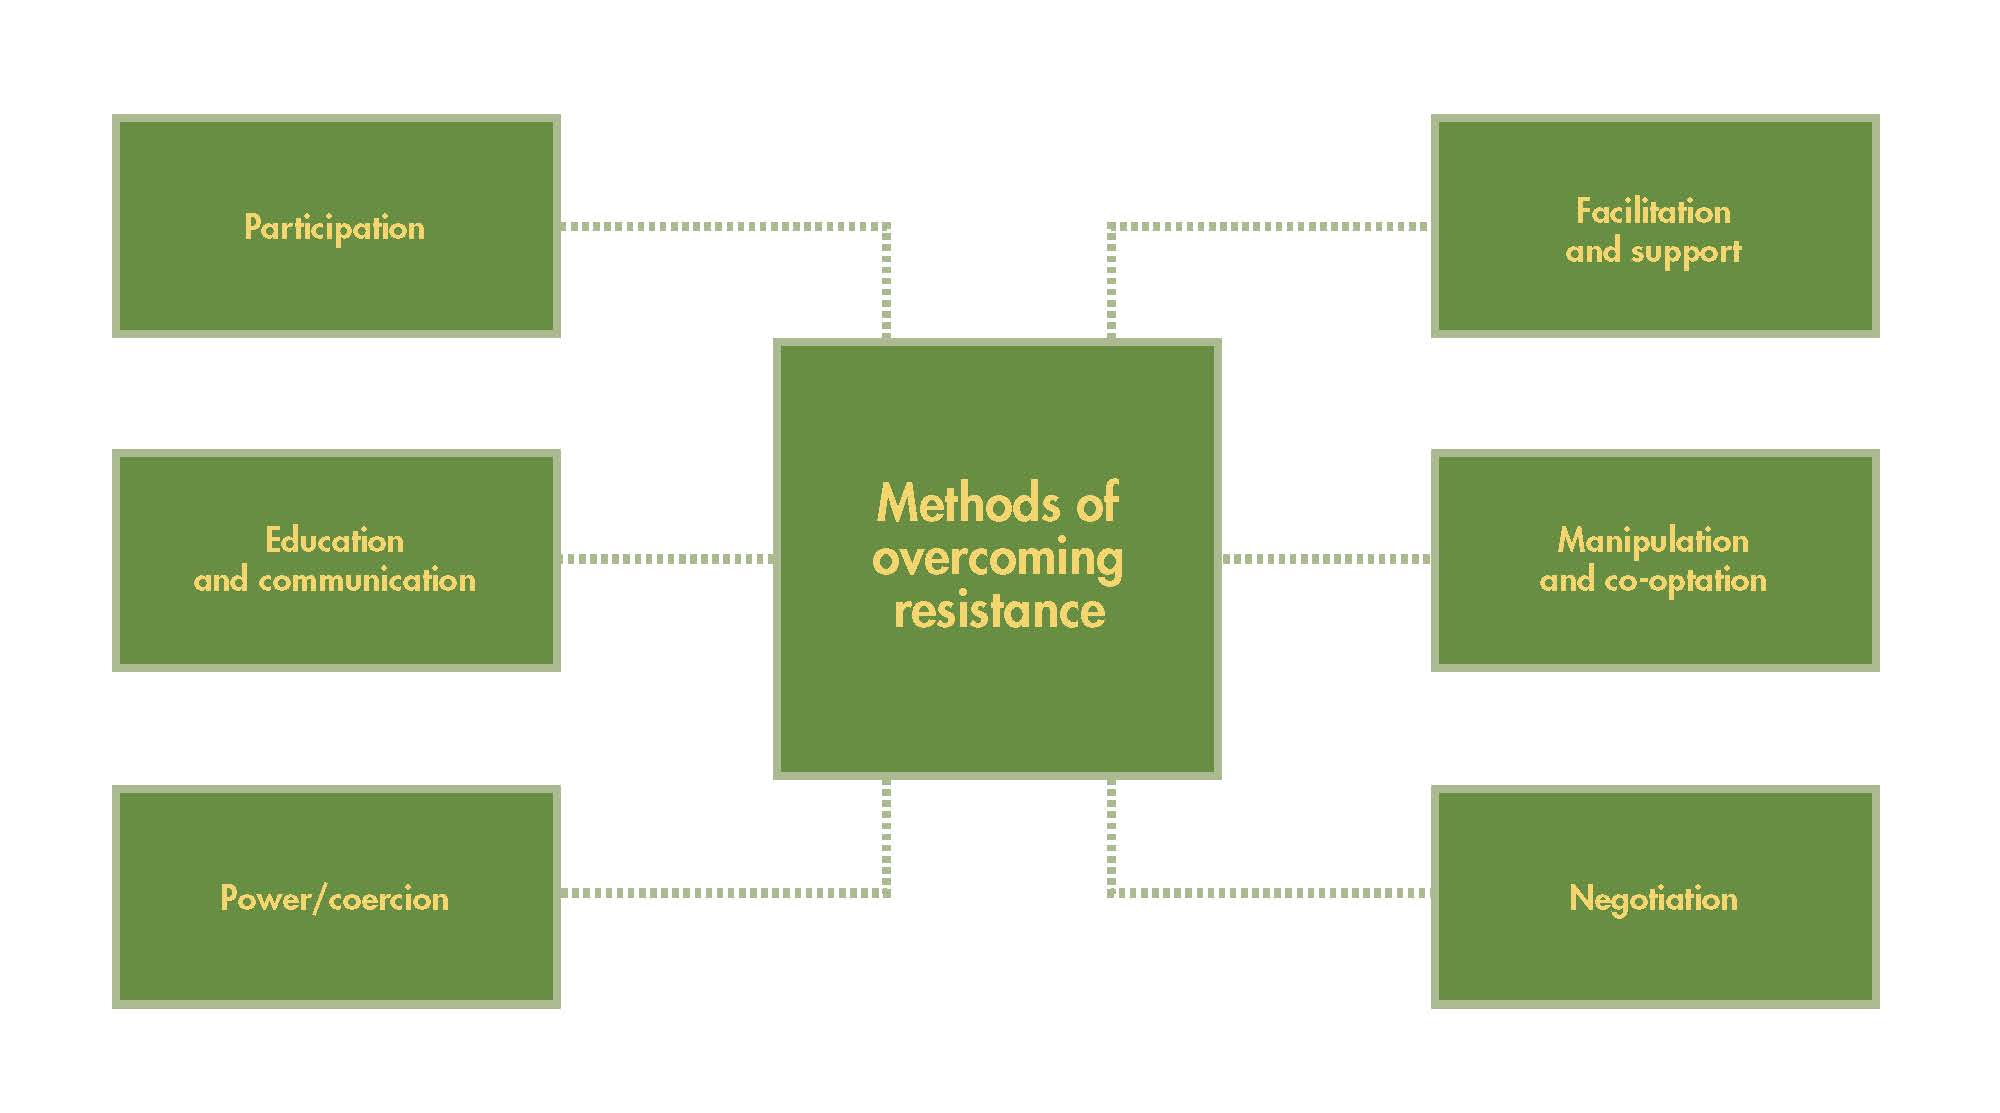 Participation
Facilitation
and support
Methods of
overcoming
resistance
Education
and communication
Manipulation
and co-optation
Power/coercion
Negotiation